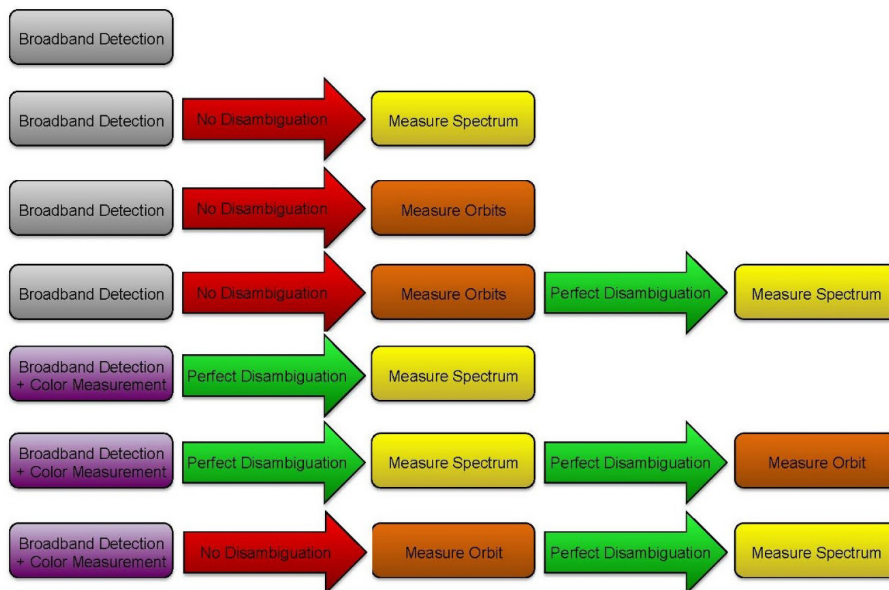 Broadband Detection
Broadband Detection No Disambiguation Measure Spectrum
Broadband Detection No Disambiguation Measure Orbits
Broadband Detection No Disambiguation Measure Orbits Perfect Disambiguation Measure Spectrum
Broadband Detection
+ Color Measurement Perfect Disambiguation Measure Spectrum
Broadband Detection
+ Color Measurement Perfect Disambiguation Measure Spectrum Perfect Disambiguation Measure Orbit
Broadband Detection
+ Color Measurement No Disambiguation Measure Orbit Perfect Disambiguation Measure Spectrum